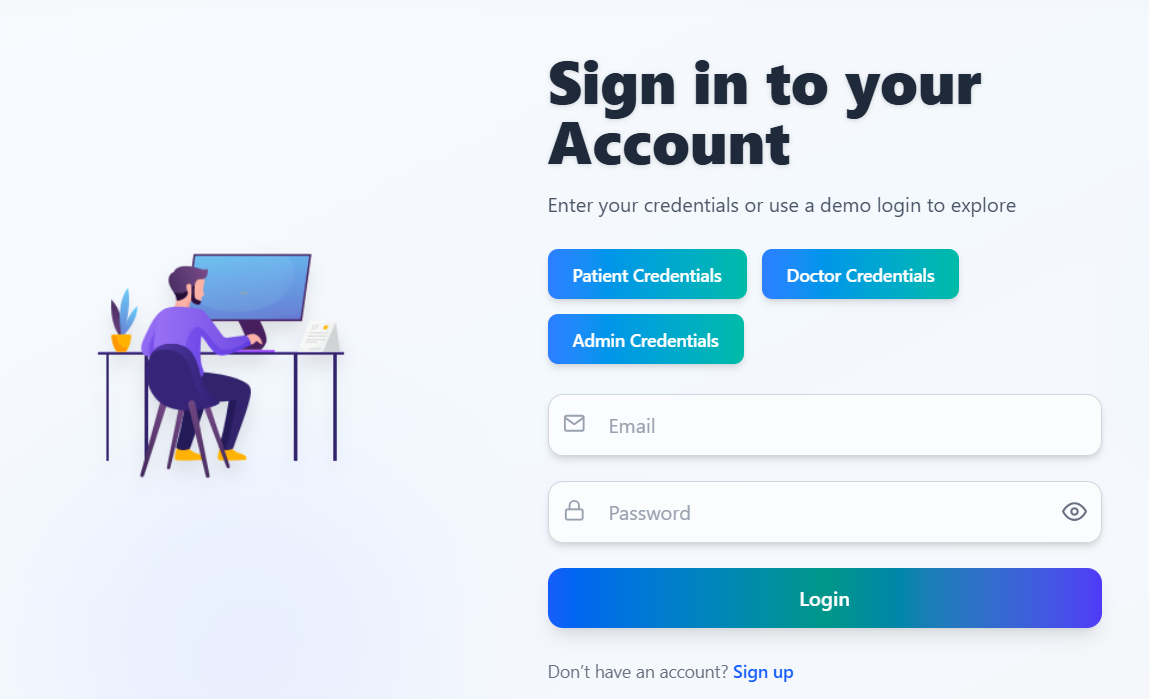 Sign in to your
Account
Enter your credentials or use a demo login to explore
Patient Credentials
Doctor Credentials
Admin Credentials
Email
Password
Login
Don’t have an account? Sign up